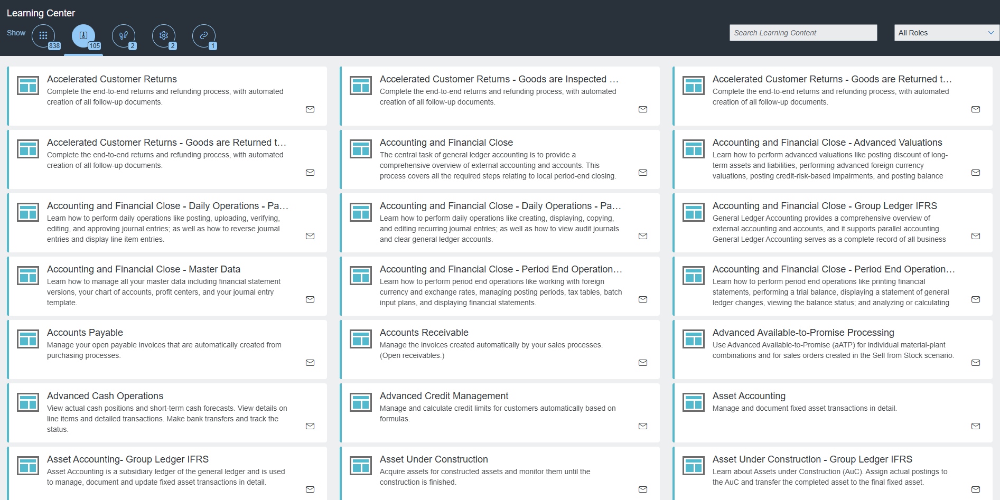 Learning Center
Show
838
105
2
2
1
Search Learning Content
All Roles
Accelerated Customer Returns
Complete the end-to-end returns and refunding process, with automated
creation of all follow-up documents.
Accelerated Customer Returns - Goods are Inspected ...
Complete the end-to-end returns and refunding process, with automated
creation of all follow-up documents.
Accelerated Customer Returns - Goods are Returned t...
Complete the end-to-end returns and refunding process, with automated
creation of all follow-up documents.
Accelerated Customer Returns - Goods are Returned t...
Complete the end-to-end returns and refunding process, with automated
creation of all follow-up documents.
Accounting and Financial Close
The central task of general ledger accounting is to provide a
comprehensive overview of external accounting and accounts. This
process covers all the required steps relating to local period-end closing.
Accounting and Financial Close - Advanced Valuations
Learn how to perform advanced valuations like posting discount of long-
term assets and liabilities, performing advanced foreign currency
valuations, posting credit-risk-based impairments, and posting balance
Accounting and Financial Close - Daily Operations - Pa...
Learn how to perform daily operations like posting, uploading, verifying,
editing, and approving journal entries; as well as how to reverse journal
entries and display line item entries.
Accounting and Financial Close - Daily Operations - Pa...
Learn how to perform daily operations like creating, displaying, copying,
and editing recurring journal entries; as well as how to view audit journals
and clear general ledger accounts.
Accounting and Financial Close - Group Ledger IFRS
General Ledger Accounting provides a comprehensive overview of
external accounting and accounts, and it supports parallel accounting.
General Ledger Accounting serves as a complete record of all business
Accounting and Financial Close - Master Data
Learn how to manage all your master data including financial statement
versions, your chart of accounts, profit centers, and your journal entry
template.
Accounting and Financial Close - Period End Operation...
Learn how to perform period end operations like working with foreign
currency and exchange rates, managing posting periods, tax tables, batch
input plans, and displaying financial statements.
Accounting and Financial Close - Period End Operation...
Learn how to perform period end operations like printing financial
statements, performing a trial balance, displaying a statement of general
ledger changes, viewing the balance status; and analyzing or calculating
Accounts Payable
Manage your open payable invoices that are automatically created from
purchasing processes.
Accounts Receivable
Manage the invoices created automatically by your sales processes.
(Open receivables.)
Advanced Available-to-Promise Processing
Use Advanced Available-to-Promise (aATP) for individual material-plant
combinations and for sales orders created in the Sell from Stock scenario.
Advanced Cash Operations
View actual cash positions and short-term cash forecasts. View details on
line items and detailed transactions. Make bank transfers and track the
status.
Advanced Credit Management
Manage and calculate credit limits for customers automatically based on
formulas.
Asset Accounting
Manage and document fixed asset transactions in detail.
Asset Accounting- Group Ledger IFRS
Asset Accounting is a subsidiary ledger of the general ledger and is used
to manage, document and update fixed asset transactions in detail.
Asset Under Construction
Acquire assets for constructed assets and monitor them until the
construction is finished.
Asset Under Construction - Group Ledger IFRS
Learn about Assets under Construction (AuC). Assign actual postings to
the AuC and transfer the completed asset to the final fixed asset.